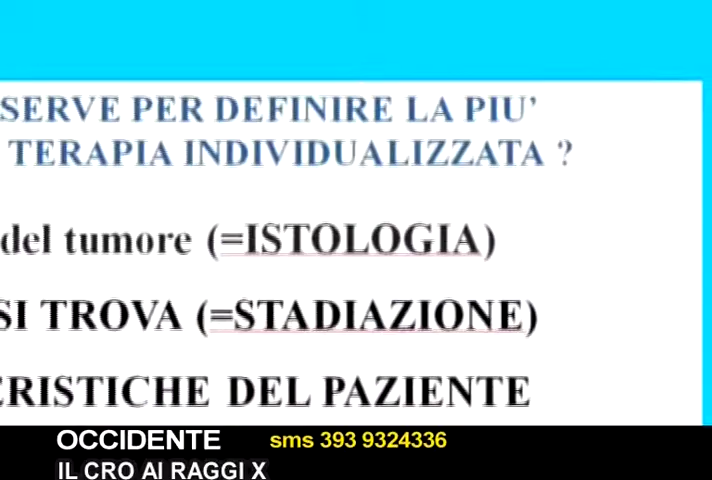 SERVE PER DEFINIRE LA PIU’
TERAPIA INDIVIDUALIZZATA ?
del tumore (=ISTOLOGIA)
SI TROVA (=STADIAZIONE)
ERISTICHE DEL PAZIENTE
OCCIDENTE sms 393 9324336
IL CRO AI RAGGI X